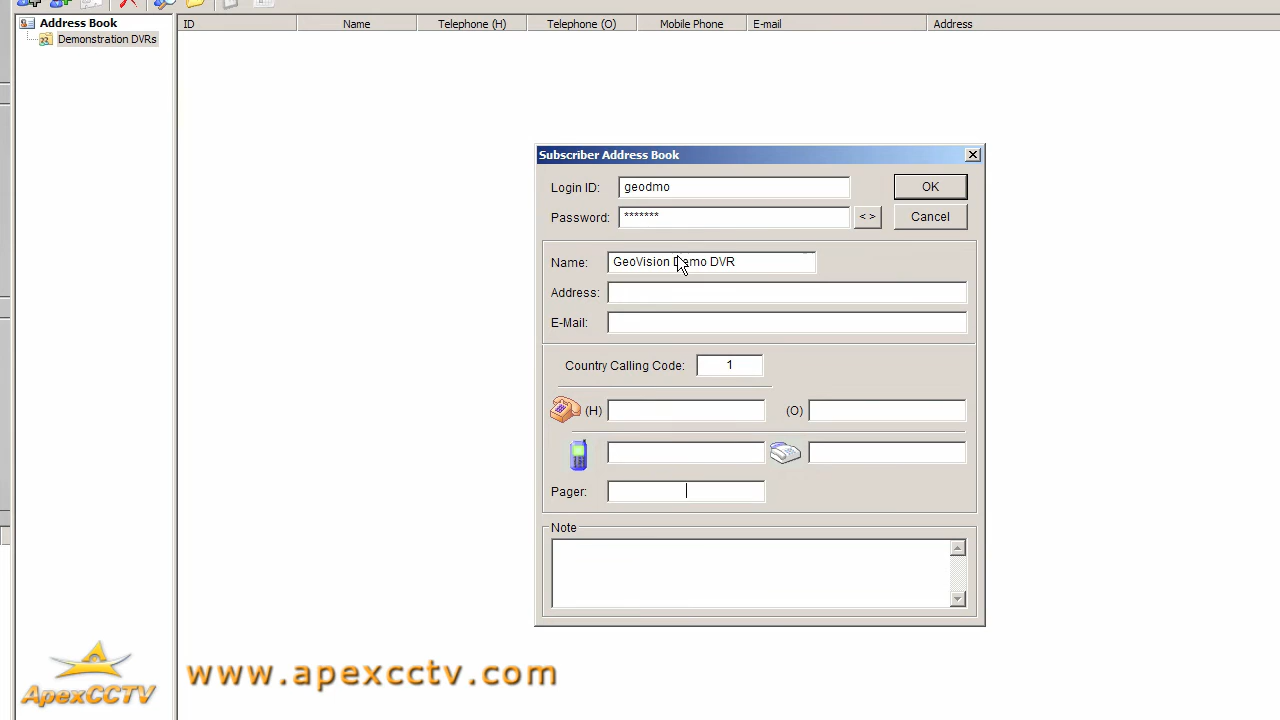 Address Book
Demonstration DVRs
ID Name Telephone (H) Telephone (O) Mobile Phone E-mail Address
Subscriber Address Book
Login ID: geodmo OK
Password: ******* < > Cancel
Name: GeoVision Demo DVR
Address:
E-Mail:
Country Calling Code: 1
(H) (O)
Pager:
Note
ApexCCTV www.apexcctv.com